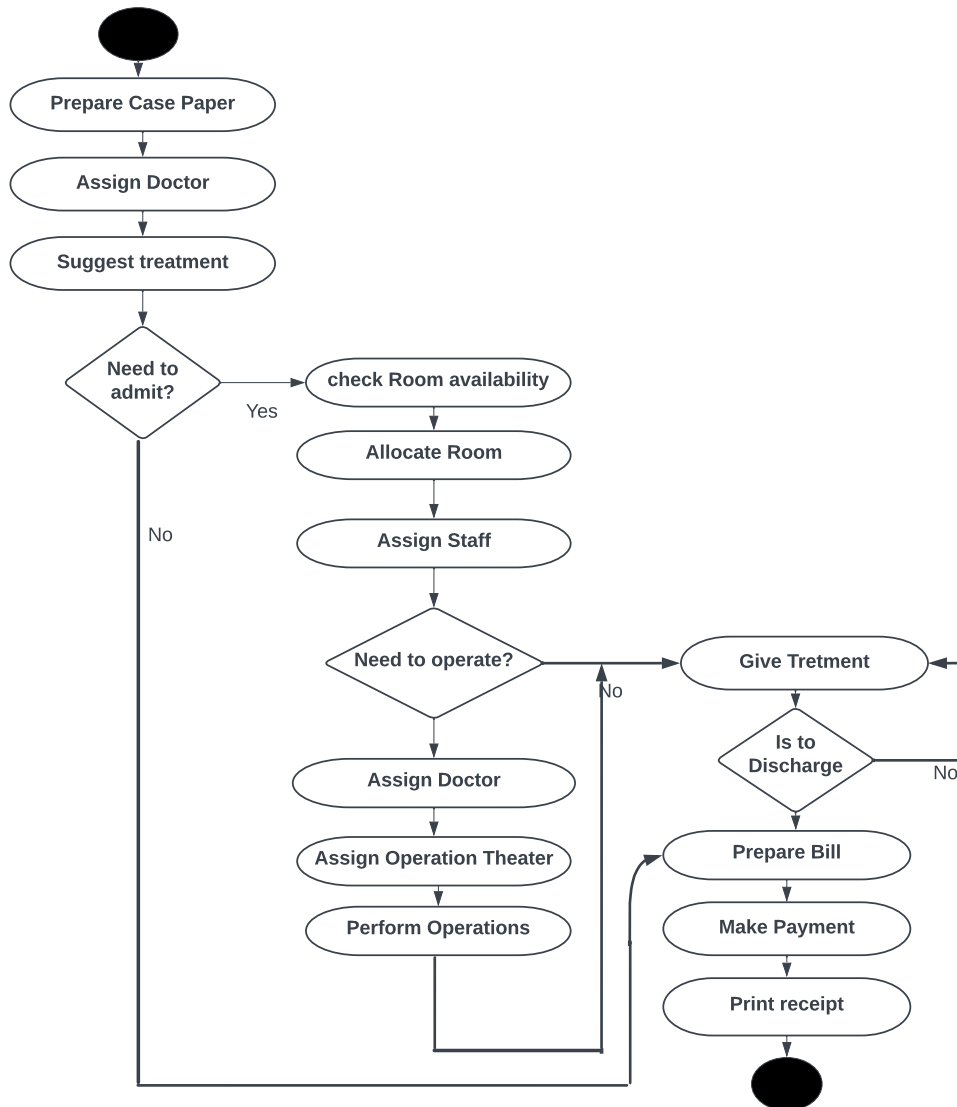 Prepare Case Paper
Assign Doctor
Suggest treatment
Need to
admit?
Yes
No
check Room availability
Allocate Room
Assign Staff
Need to operate?
No
Assign Doctor
Assign Operation Theater
Perform Operations
Give Tretment
Is to
Discharge
No
Prepare Bill
Make Payment
Print receipt